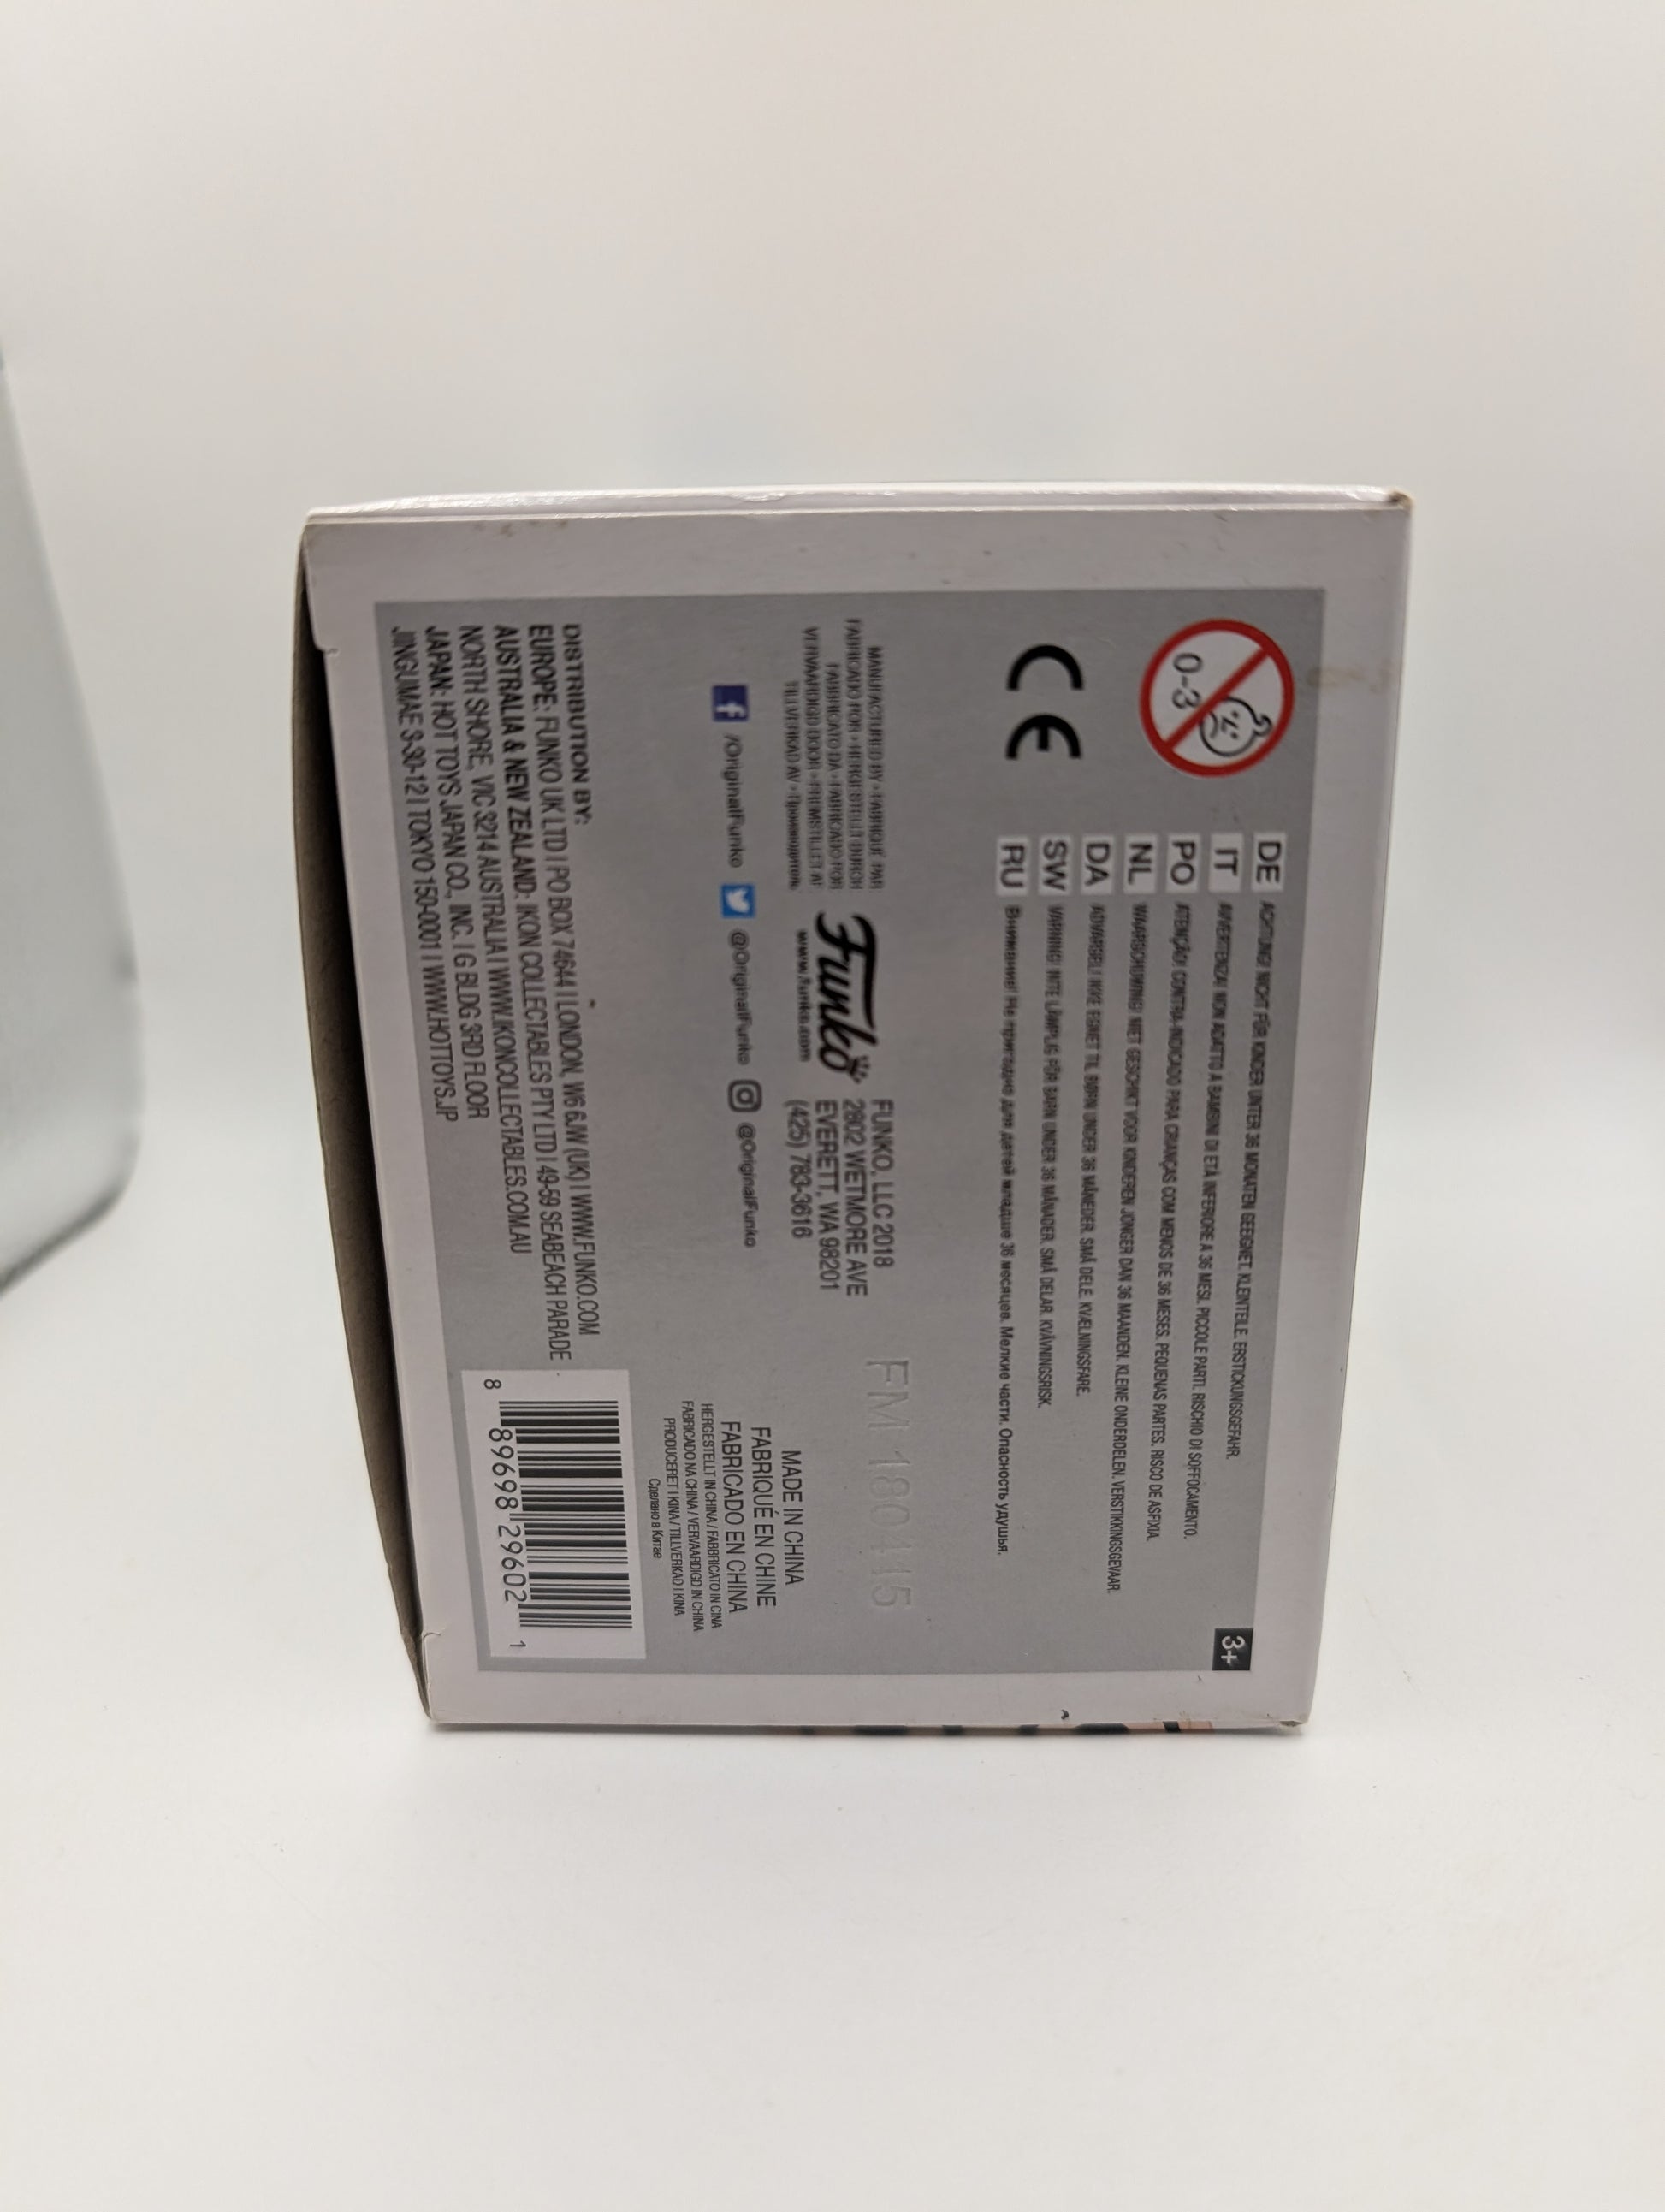 0-3
DE ACHTUNG! NICHT FÜR KINDER UNTER 36 MONATEN GEEIGNET. KLEINTEILE. ERSTICKUNGSGEFAHR.
IT AVVERTENZA! NON ADATTO A BAMBINI DI ETÀ INFERIORE A 36 MESI. PICCOLE PARTI. RISCHIO DI SOFFOCAMENTO.
PO ATENÇÃO! CONTRA-INDICADO PARA CRIANÇAS COM MENOS DE 36 MESES. PEQUENAS PARTES. RISCO DE ASFIXIA.
NL WAARSCHUWING! NIET GESCHIKT VOOR KINDEREN JONGER DAN 36 MAANDEN. KLEINE ONDERDELEN. VERSTIKKINGSGEVAAR.
DA ADVARSEL! IKKE EGNET TIL BØRN UNDER 36 MÅNEDER. SMÅ DELE. KVÆLNINGSFARE.
SW VARNING! INTE LÄMPLIG FÖR BARN UNDER 36 MÅNADER. SMÅ DELAR. KVÄVNINGSRISK.
RU Внимание! Не пригодно для детей младше 36 месяцев. Мелкие части. Опасность удушья.
3+
CE
MANUFACTURED BY • FABRIQUÉ PAR
FABRICADO POR • HERGESTELLT DURCH
FABBRICATO DA • FABRICADO POR
VERVAARDIGD DOOR • FREMSTILLET AF
TILLVERKAD AV • Производитель
Funko
www.funko.com
FUNKO, LLC 2018
2802 WETMORE AVE
EVERETT, WA 98201
(425) 783-3616
FM 180415
f /OriginalFunko @OriginalFunko @OriginalFunko
MADE IN CHINA
FABRIQUÉ EN CHINE
FABRICADO EN CHINA
HERGESTELLT IN CHINA / FABBRICATO IN CINA
FABRICADO NA CHINA / VERVAARDIGD IN CHINA
PRODUCERET I KINA / TILLVERKAD I KINA
Сделано в Китае
DISTRIBUTION BY:
EUROPE: FUNKO UK LTD | PO BOX 74644 | LONDON, W6 6JW (UK) | WWW.FUNKO.COM
AUSTRALIA & NEW ZEALAND: IKON COLLECTABLES PTY LTD | 49-59 SEABEACH PARADE
NORTH SHORE, VIC 3214 AUSTRALIA | WWW.IKONCOLLECTABLES.COM.AU
JAPAN: HOT TOYS JAPAN CO., INC. | G BLDG 3RD FLOOR
JINGUMAE 3-30-12 | TOKYO 150-0001 | WWW.HOTTOYS.JP
8 89698 29602 1